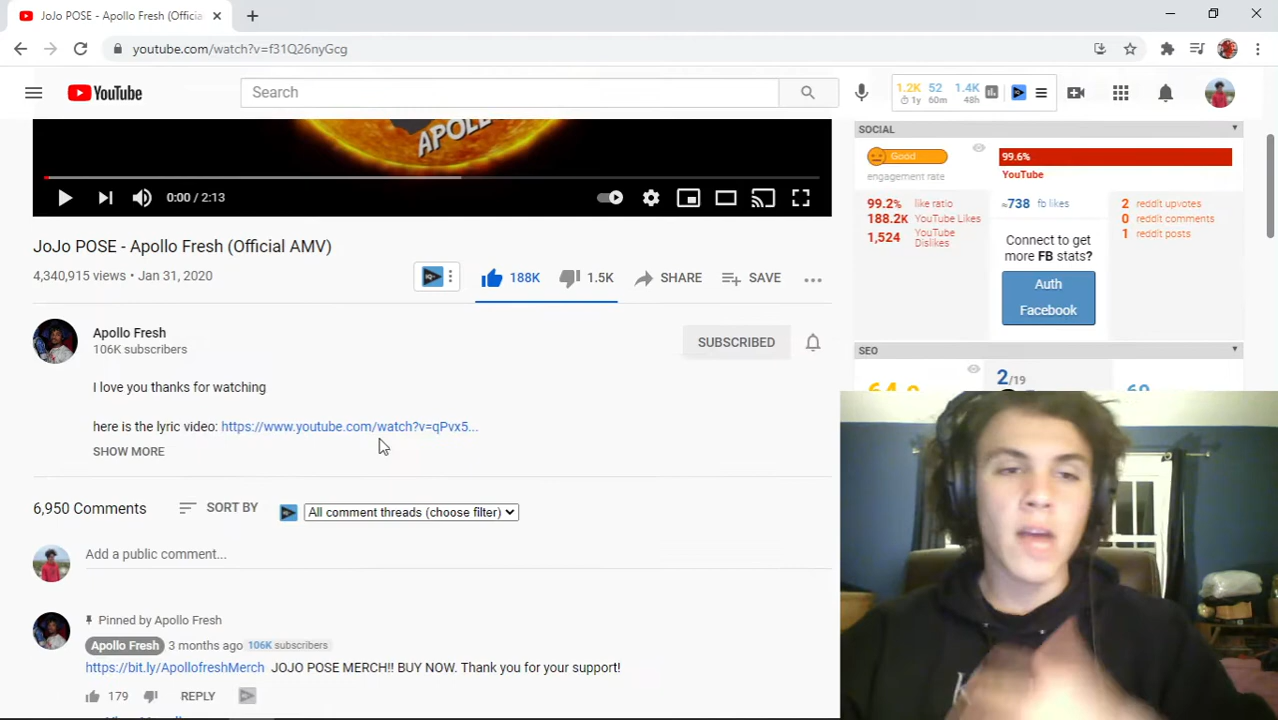 JoJo POSE - Apollo Fresh (Officia
youtube.com/watch?v=f31Q26nyGcg
YouTube
Search
1.2K 52 1.4K
1y 60m 48h
APOL
0:00 / 2:13
JoJo POSE - Apollo Fresh (Official AMV)
4,340,915 views • Jan 31, 2020
188K 1.5K SHARE SAVE
Apollo Fresh
106K subscribers
SUBSCRIBED
I love you thanks for watching
here is the lyric video: https://www.youtube.com/watch?v=qPvx5...
SHOW MORE
6,950 Comments SORT BY All comment threads (choose filter)
Add a public comment...
Pinned by Apollo Fresh
Apollo Fresh 3 months ago 106K subscribers
https://bit.ly/ApollofreshMerch JOJO POSE MERCH!! BUY NOW. Thank you for your support!
179 REPLY
SOCIAL
Good
engagement rate
99.6%
YouTube
99.2% like ratio
188.2K YouTube Likes
1,524 YouTube Dislikes
≈738 fb likes
Connect to get
more FB stats?
Auth
Facebook
2 reddit upvotes
0 reddit comments
1 reddit posts
SEO
2/19